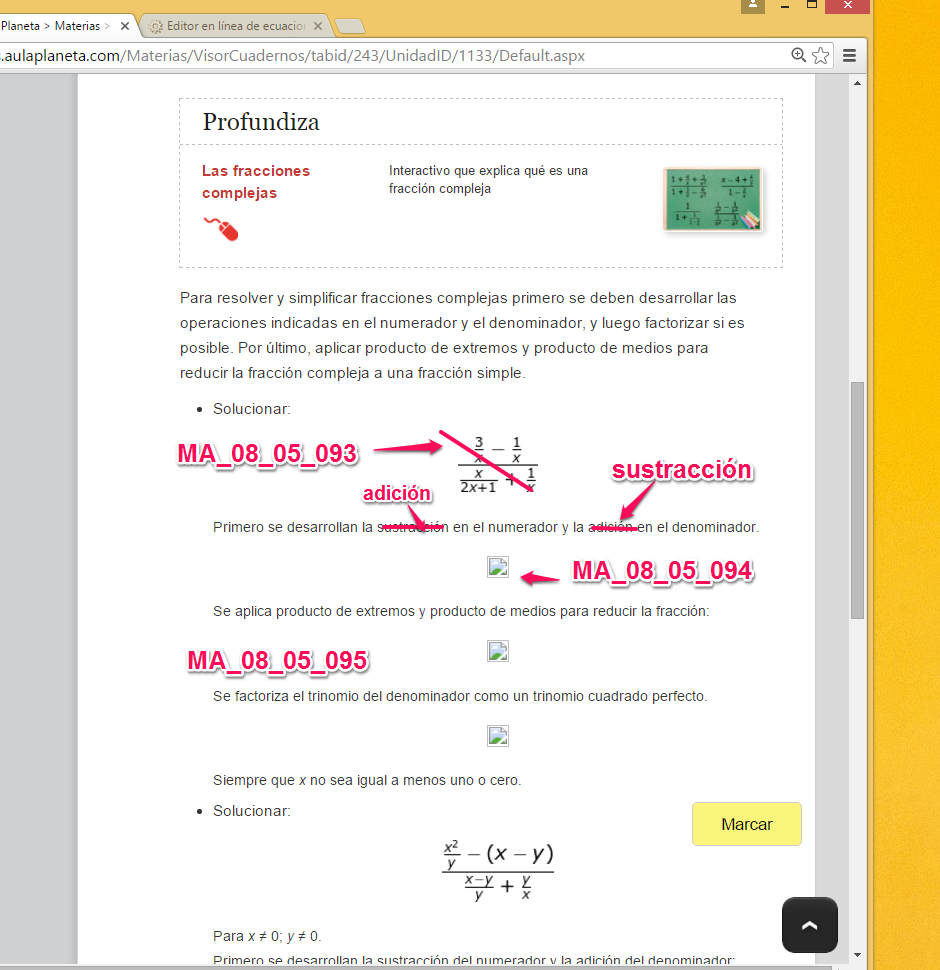 Planeta > Materias >
Editor en línea de ecuacio
.aulaplaneta.com/Materias/VisorCuadernos/tabid/243/UnidadID/1133/Default.aspx
Profundiza
Las fracciones complejas
Interactivo que explica qué es una fracción compleja
Para resolver y simplificar fracciones complejas primero se deben desarrollar las
operaciones indicadas en el numerador y el denominador, y luego factorizar si es
posible. Por último, aplicar producto de extremos y producto de medios para
reducir la fracción compleja a una fracción simple.
• Solucionar:
MA_08_05_093
3/x − 1/x
x/2x+1 + 1/x
adición
sustracción
Primero se desarrollan la sustracción en el numerador y la adisión en el denominador.
MA_08_05_094
Se aplica producto de extremos y producto de medios para reducir la fracción:
MA_08_05_095
Se factoriza el trinomio del denominador como un trinomio cuadrado perfecto.
Siempre que x no sea igual a menos uno o cero.
• Solucionar:
Marcar
x²/y − (x − y)
x−y/y + y/x
Para x ≠ 0; y ≠ 0.
Primero se desarrollan la sustracción del numerador y la adición del denominador: